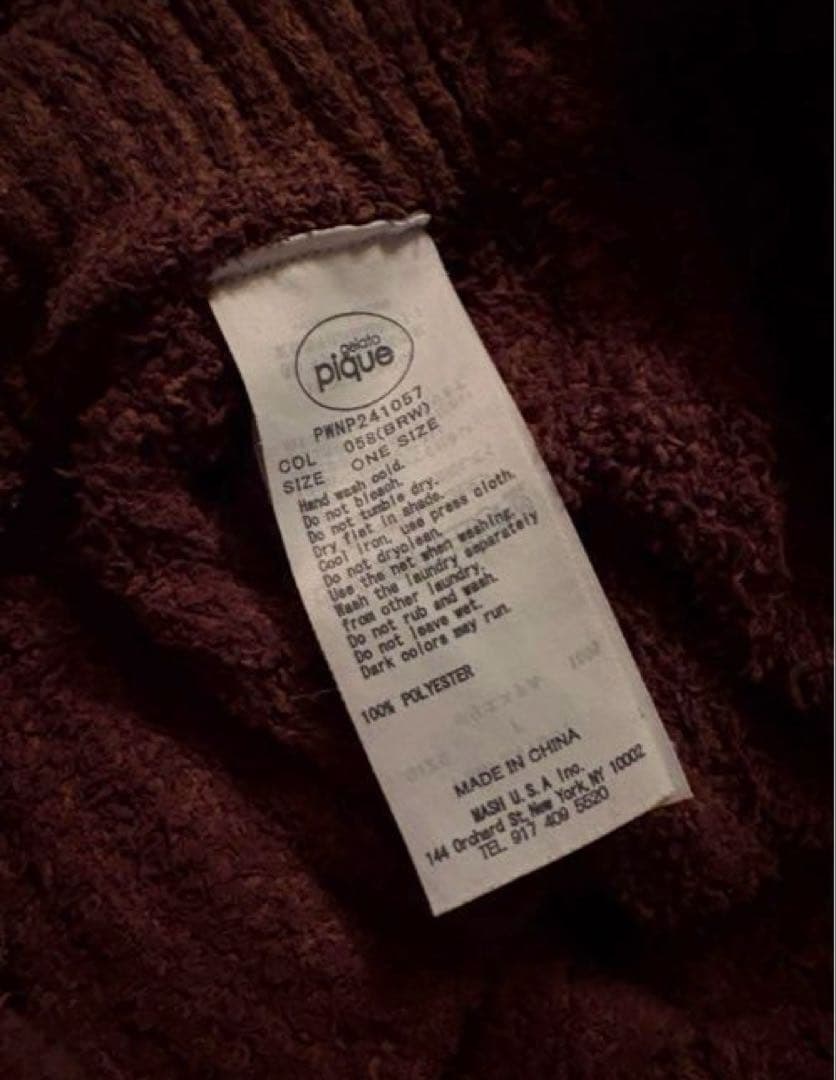 gelato
pique
PWNP241057
COL 058(BRW)
SIZE ONE SIZE
Hand wash cold.
Do not bleach.
Do not tumble dry.
Dry flat in shade.
Cool iron, use press cloth.
Do not dryclean.
Use the net when washing.
Wash the laundry separately
from other laundry.
Do not rub and wash.
Do not leave wet.
Dark colors may run.
100% POLYESTER
MADE IN CHINA
MASH U.S.A Inc.
144 Orchard St, New York, NY 10002
TEL 917 409 5520